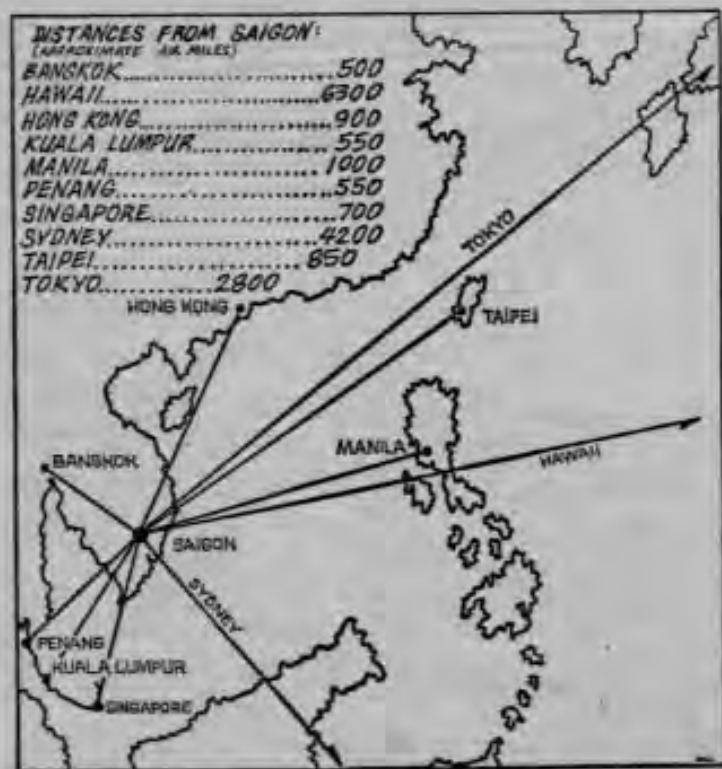 DISTANCES FROM SAIGON:
(APPROXIMATE AIR MILES)
BANGKOK..................500
HAWAII..................6300
HONG KONG..................900
KUALA LUMPUR..................550
MANILA..................1000
PENANG..................550
SINGAPORE..................700
SYDNEY..................4200
TAIPEI..................850
TOKYO............2800
HONG KONG
TOKYO
TAIPEI
MANILA
HAWAII
BANGKOK
SAIGON
SYDNEY
PENANG
KUALA LUMPUR
SINGAPORE